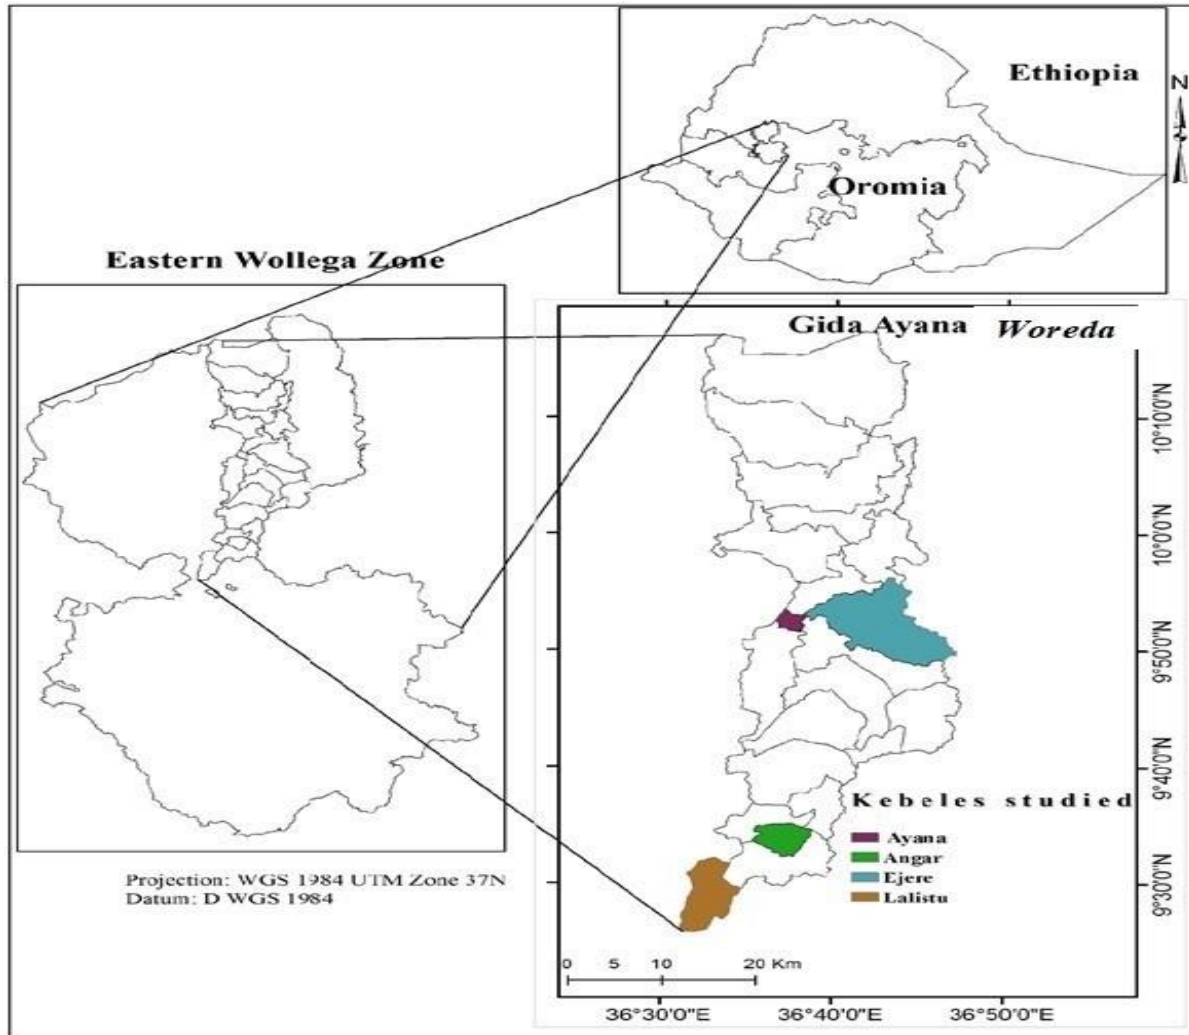 Ethiopia
N
Oromia
Eastern Wollega Zone
Gida Ayana Woreda
10°10'0"N
10°0'0"N
9°50'0"N
9°40'0"N
9°30'0"N
Kebeles studied
Ayana
Angar
Ejere
Lalistu
Projection: WGS 1984 UTM Zone 37N
Datum: D WGS 1984
0 5 10 20 Km
36°30'0"E 36°40'0"E 36°50'0"E